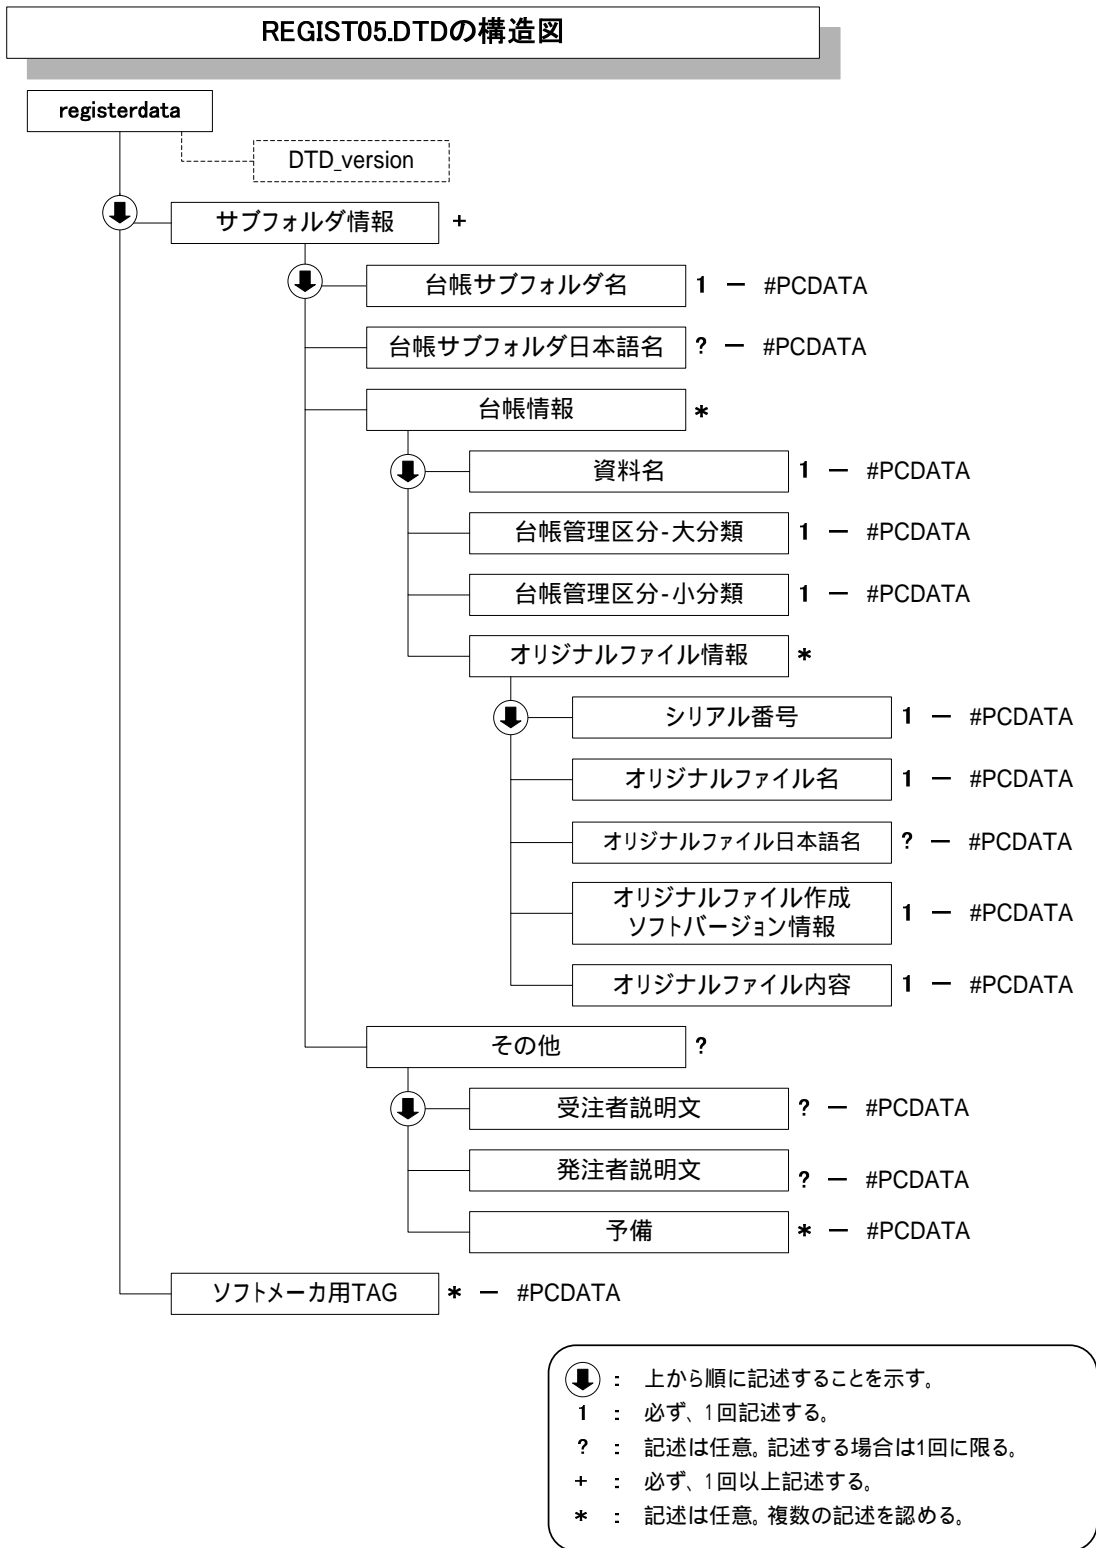 REGIST05.DTDの構造図
registerdata
DTD_version
サブフォルダ情報 +
台帳サブフォルダ名 1 ー #PCDATA
台帳サブフォルダ日本語名 ? ー #PCDATA
台帳情報 *
資料名 1 ー #PCDATA
台帳管理区分-大分類 1 ー #PCDATA
台帳管理区分-小分類 1 ー #PCDATA
オリジナルファイル情報 *
シリアル番号 1 ー #PCDATA
オリジナルファイル名 1 ー #PCDATA
オリジナルファイル日本語名 ? ー #PCDATA
オリジナルファイル作成
ソフトバージョン情報 1 ー #PCDATA
オリジナルファイル内容 1 ー #PCDATA
その他 ?
受注者説明文 ? ー #PCDATA
発注者説明文 ? ー #PCDATA
予備 * ー #PCDATA
ソフトメーカ用TAG * ー #PCDATA
: 上から順に記述することを示す。
1 : 必ず、1回記述する。
? : 記述は任意。記述する場合は1回に限る。
+ : 必ず、1回以上記述する。
* : 記述は任意。複数の記述を認める。